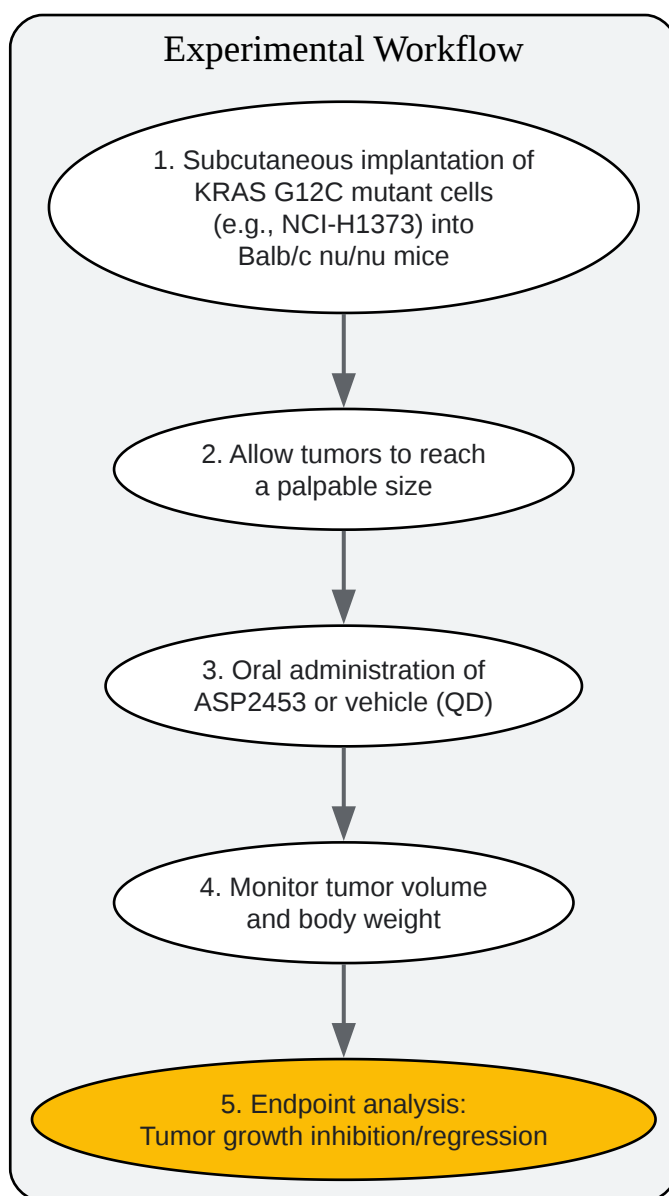 Experimental Workflow
1. Subcutaneous implantation of
KRAS G12C mutant cells
(e.g., NCI-H1373) into
Balb/c nu/nu mice
2. Allow tumors to reach
a palpable size
3. Oral administration of
ASP2453 or vehicle (QD)
4. Monitor tumor volume
and body weight
5. Endpoint analysis:
Tumor growth inhibition/regression